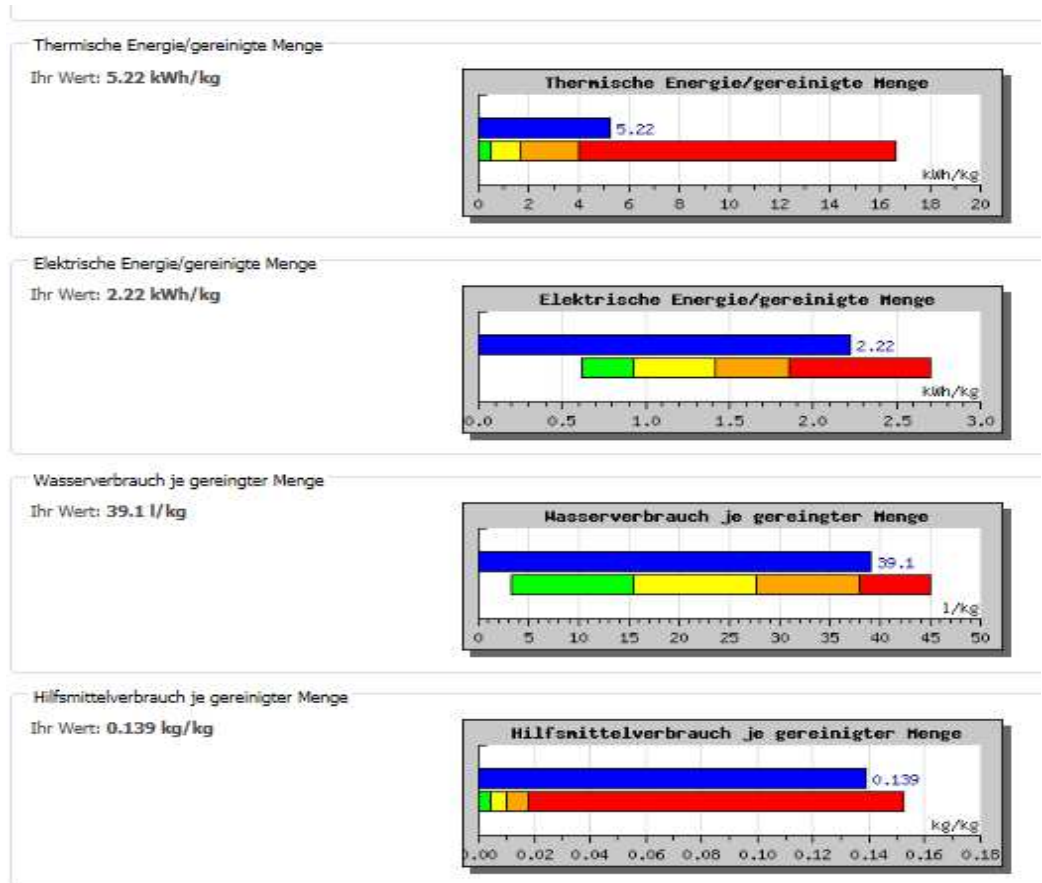 Thermische Energie/gereinigte Menge
Ihr Wert: 5.22 kWh/kg
Thermische Energie/gereinigte Menge
5.22
kWh/kg
0 2 4 6 8 10 12 14 16 18 20
Elektrische Energie/gereinigte Menge
Ihr Wert: 2.22 kWh/kg
Elektrische Energie/gereinigte Menge
2.22
kWh/kg
0.0 0.5 1.0 1.5 2.0 2.5 3.0
Wasserverbrauch je gereingter Menge
Ihr Wert: 39.1 l/kg
Wasserverbrauch je gereingter Menge
39.1
l/kg
0 5 10 15 20 25 30 35 40 45 50
Hilfsmittelverbrauch je gereinigter Menge
Ihr Wert: 0.139 kg/kg
Hilfsmittelverbrauch je gereinigter Menge
0.139
kg/kg
0.00 0.02 0.04 0.06 0.08 0.10 0.12 0.14 0.16 0.18